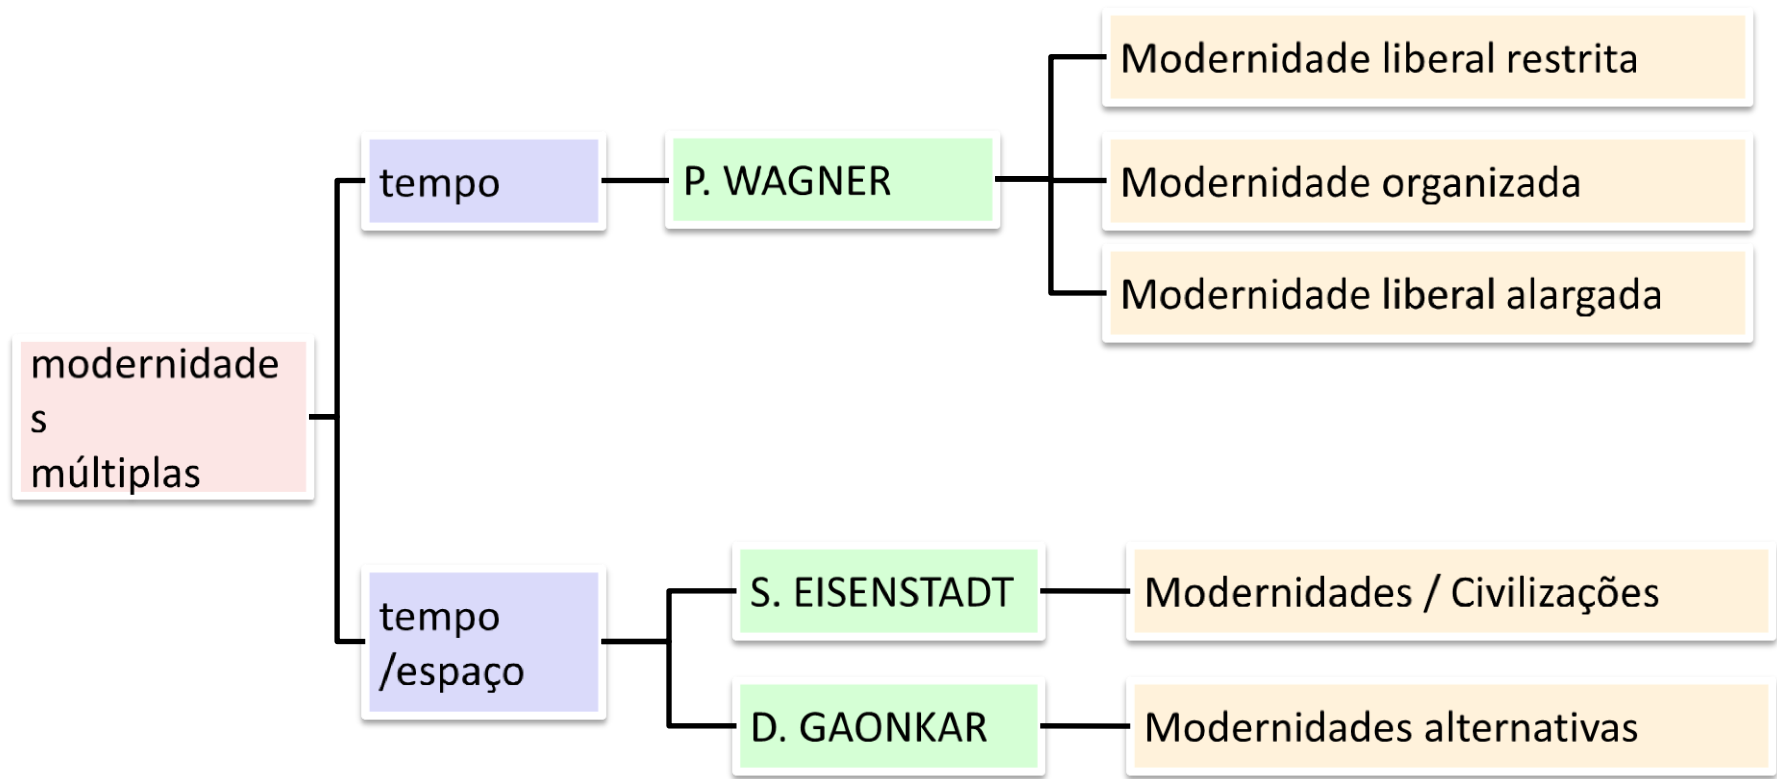 modernidade
s
múltiplas
tempo
P. WAGNER
Modernidade liberal restrita
Modernidade organizada
Modernidade liberal alargada
tempo
/espaço
S. EISENSTADT
Modernidades / Civilizações
D. GAONKAR
Modernidades alternativas